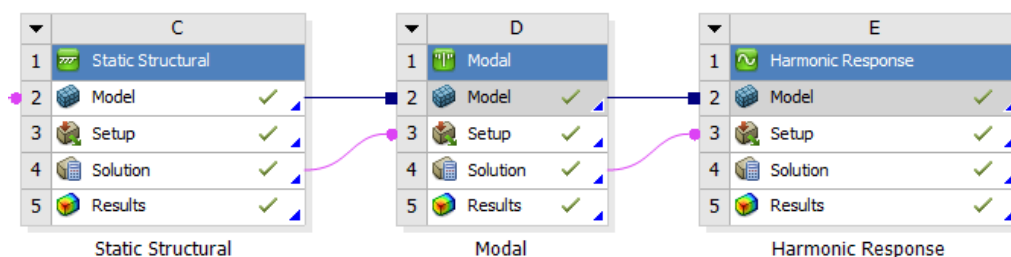 C
1 Static Structural
2 Model
3 Setup
4 Solution
5 Results
Static Structural
D
1 Modal
2 Model
3 Setup
4 Solution
5 Results
Modal
E
1 Harmonic Response
2 Model
3 Setup
4 Solution
5 Results
Harmonic Response